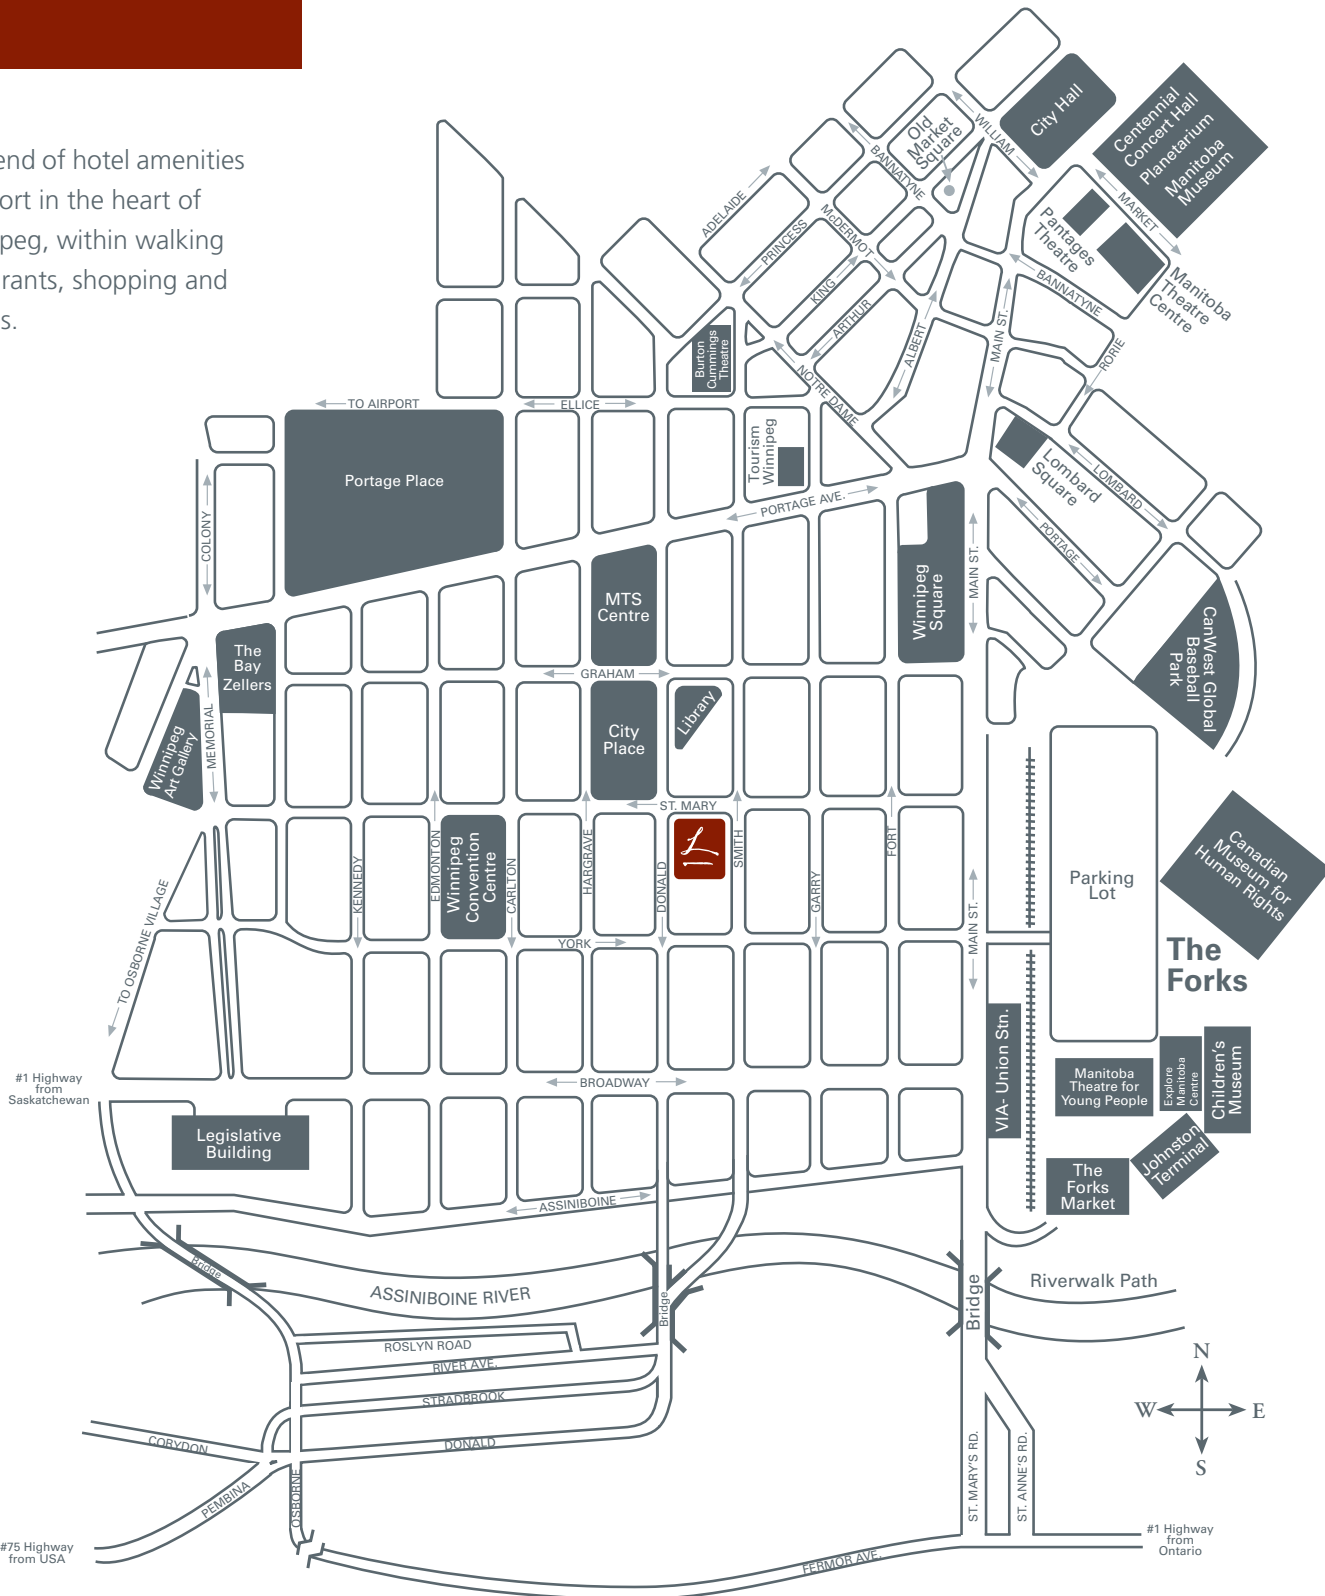 end of hotel amenities
ort in the heart of
peg, within walking
rants, shopping and
s.
City Hall
Centennial
Concert Hall
Planetarium
Manitoba
Museum
Old
Market
Square
WILLIAM
BANNATYNE
MARKET
ADELAIDE
PRINCESS
McDERMOT
KING
ARTHUR
ALBERT
Pantages
Theatre
Manitoba
Theatre
Centre
BANNATYNE
MAIN ST.
RORIE
Burton
Cummings
Theatre
NOTRE DAME
TO AIRPORT
ELLICE
Tourism
Winnipeg
Lombard
Square
LOMBARD
Portage Place
PORTAGE AVE.
PORTAGE
COLONY
MTS
Centre
Winnipeg
Square
MAIN ST.
CanWest Global
Baseball
Park
The
Bay
Zellers
GRAHAM
MEMORIAL
Winnipeg
Art Gallery
City
Place
Library
ST. MARY
L
KENNEDY
EDMONTON
Winnipeg
Convention
Centre
CARLTON
HARGRAVE
DONALD
SMITH
GARRY
FORT
MAIN ST.
Parking
Lot
Canadian
Museum for
Human Rights
The
Forks
YORK
TO OSBORNE VILLAGE
#1 Highway
from
Saskatchewan
BROADWAY
VIA- Union Stn.
Manitoba
Theatre for
Young People
Explore
Manitoba
Centre
Children's
Museum
Legislative
Building
Johnston
Terminal
The
Forks
Market
ASSINIBOINE
Bridge
ASSINIBOINE RIVER
Bridge
Bridge
Riverwalk Path
ROSLYN ROAD
RIVER AVE.
STRADBROOK
DONALD
CORYDON
PEMBINA
OSBORNE
N
W
E
S
ST. MARY'S RD.
ST. ANNE'S RD.
#75 Highway
from USA
FERMOR AVE.
#1 Highway
from
Ontario